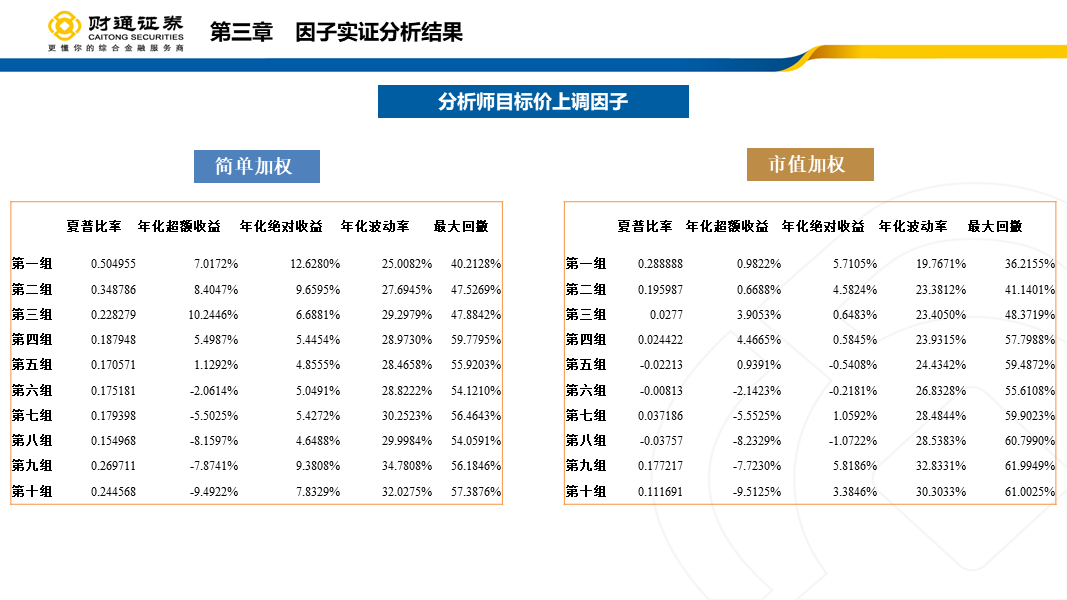 财通证券
CAITONG SECURITIES
更懂你的综合金融服务商
第三章 因子实证分析结果
分析师目标价上调因子
简单加权
夏普比率 年化超额收益 年化绝对收益 年化波动率 最大回撤
第一组 0.504955 7.0172% 12.6280% 25.0082% 40.2128%
第二组 0.348786 8.4047% 9.6595% 27.6945% 47.5269%
第三组 0.228279 10.2446% 6.6881% 29.2979% 47.8842%
第四组 0.187948 5.4987% 5.4454% 28.9730% 59.7795%
第五组 0.170571 1.1292% 4.8555% 28.4658% 55.9203%
第六组 0.175181 -2.0614% 5.0491% 28.8222% 54.1210%
第七组 0.179398 -5.5025% 5.4272% 30.2523% 56.4643%
第八组 0.154968 -8.1597% 4.6488% 29.9984% 54.0591%
第九组 0.269711 -7.8741% 9.3808% 34.7808% 56.1846%
第十组 0.244568 -9.4922% 7.8329% 32.0275% 57.3876%
市值加权
夏普比率 年化超额收益 年化绝对收益 年化波动率 最大回撤
第一组 0.288888 0.9822% 5.7105% 19.7671% 36.2155%
第二组 0.195987 0.6688% 4.5824% 23.3812% 41.1401%
第三组 0.0277 3.9053% 0.6483% 23.4050% 48.3719%
第四组 0.024422 4.4665% 0.5845% 23.9315% 57.7988%
第五组 -0.02213 0.9391% -0.5408% 24.4342% 59.4872%
第六组 -0.00813 -2.1423% -0.2181% 26.8328% 55.6108%
第七组 0.037186 -5.5525% 1.0592% 28.4844% 59.9023%
第八组 -0.03757 -8.2329% -1.0722% 28.5383% 60.7990%
第九组 0.177217 -7.7230% 5.8186% 32.8331% 61.9949%
第十组 0.111691 -9.5125% 3.3846% 30.3033% 61.0025%